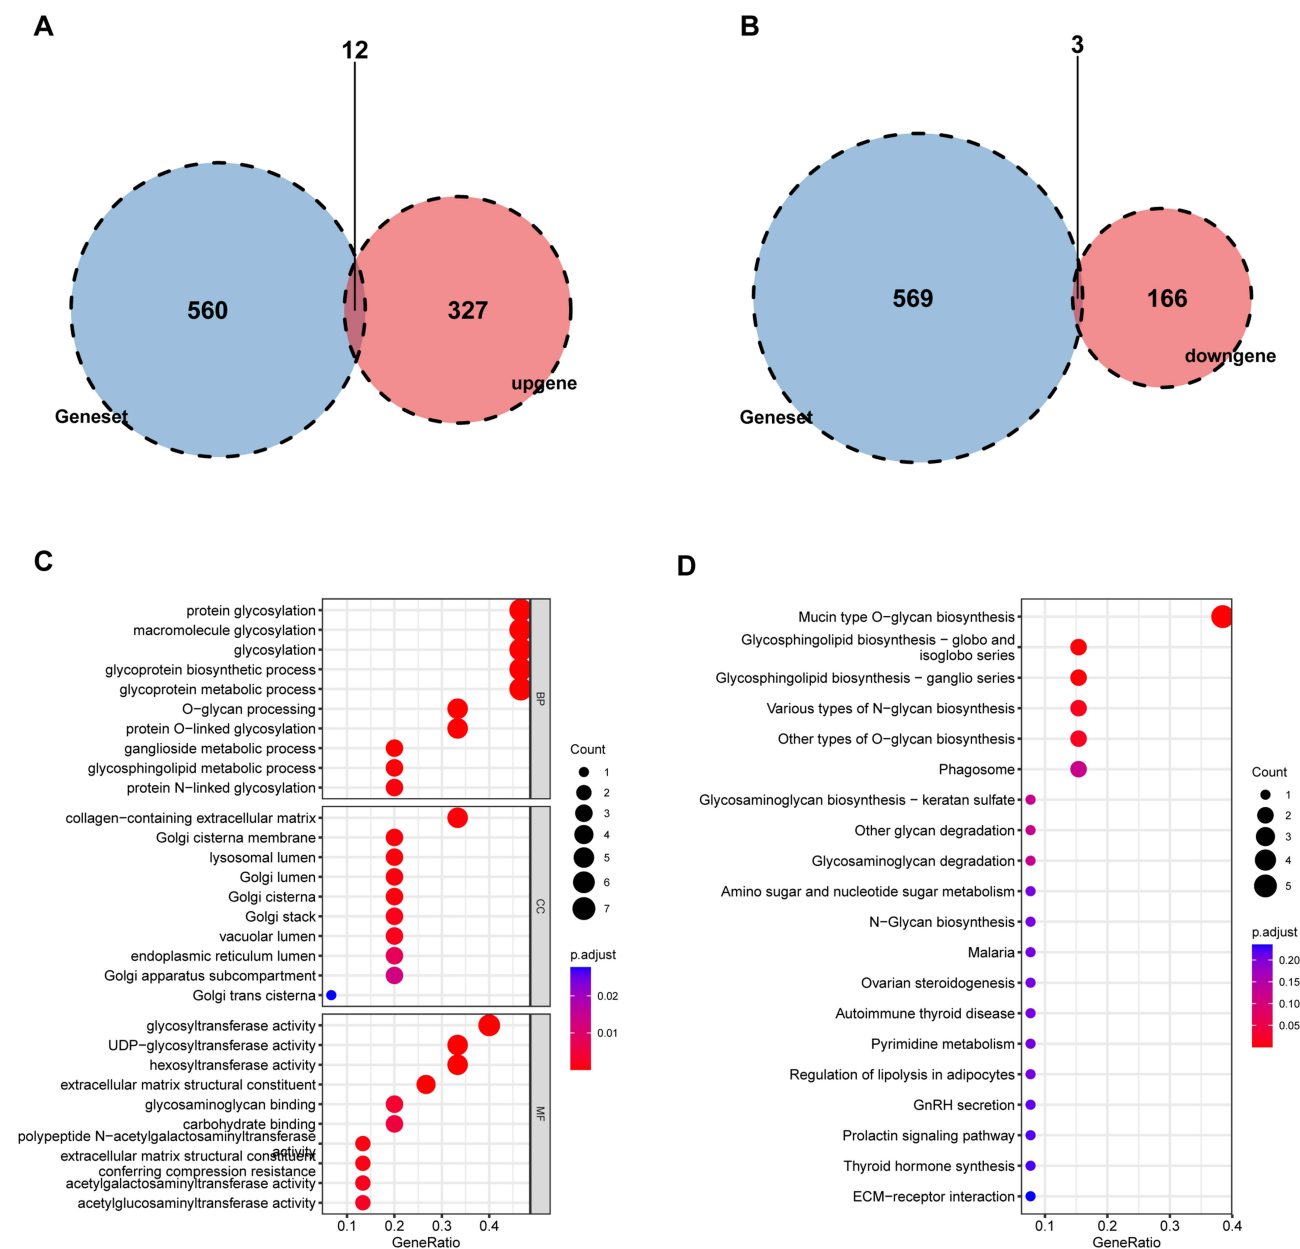 A
12
560
327
upgene
Geneset
B
3
569
166
downgene
Geneset
C
protein glycosylation
macromolecule glycosylation
glycosylation
glycoprotein biosynthetic process
glycoprotein metabolic process
O−glycan processing
protein O−linked glycosylation
ganglioside metabolic process
glycosphingolipid metabolic process
protein N−linked glycosylation
BP
collagen−containing extracellular matrix
Golgi cisterna membrane
lysosomal lumen
Golgi lumen
Golgi cisterna
Golgi stack
vacuolar lumen
endoplasmic reticulum lumen
Golgi apparatus subcompartment
Golgi trans cisterna
CC
glycosyltransferase activity
UDP−glycosyltransferase activity
hexosyltransferase activity
extracellular matrix structural constituent
glycosaminoglycan binding
carbohydrate binding
polypeptide N−acetylgalactosaminyltransferase
activity
extracellular matrix structural constituent
conferring compression resistance
acetylgalactosaminyltransferase activity
acetylglucosaminyltransferase activity
MF
0.1 0.2 0.3 0.4
GeneRatio
Count
1
2
3
4
5
6
7
p.adjust
0.02
0.01
D
Mucin type O−glycan biosynthesis
Glycosphingolipid biosynthesis − globo and
isoglobo series
Glycosphingolipid biosynthesis − ganglio series
Various types of N−glycan biosynthesis
Other types of O−glycan biosynthesis
Phagosome
Glycosaminoglycan biosynthesis − keratan sulfate
Other glycan degradation
Glycosaminoglycan degradation
Amino sugar and nucleotide sugar metabolism
N−Glycan biosynthesis
Malaria
Ovarian steroidogenesis
Autoimmune thyroid disease
Pyrimidine metabolism
Regulation of lipolysis in adipocytes
GnRH secretion
Prolactin signaling pathway
Thyroid hormone synthesis
ECM−receptor interaction
0.1 0.2 0.3 0.4
GeneRatio
Count
1
2
3
4
5
p.adjust
0.20
0.15
0.10
0.05